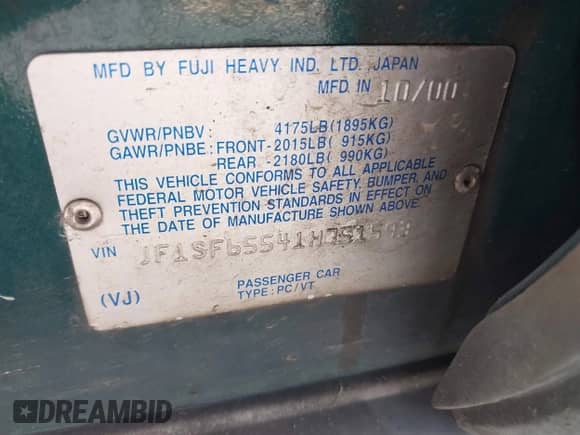 MFD BY FUJI HEAVY IND. LTD. JAPAN
MFD. IN 10/00
GVWR/PNBV: 4175LB(1895KG)
GAWR/PNBE: FRONT-2015LB( 915KG)
-REAR -2180LB( 990KG)
THIS VEHICLE CONFORMS TO ALL APPLICABLE
FEDERAL MOTOR VEHICLE SAFETY, BUMPER, AND
THEFT PREVENTION STANDARDS IN EFFECT ON
THE DATE OF MANUFACTURE SHOWN ABOVE.
VIN
(VJ)
PASSENGER CAR
TYPE: PC/VT
DREAMBID